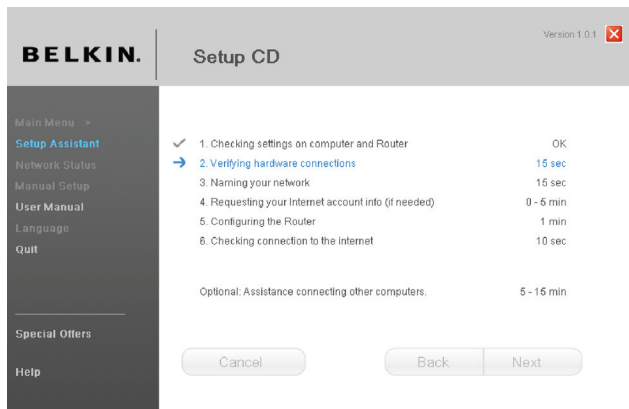 Version 1.0.1
BELKIN.
Setup CD
Main Menu >
Setup Assistant
Network Status
Manual Setup
User Manual
Language
Quit
Special Offers
Help
1. Checking settings on computer and Router OK
2. Verifying hardware connections 15 sec
3. Naming your network 15 sec
4. Requesting your Internet account info (if needed) 0 - 5 min
5. Configuring the Router 1 min
6. Checking connection to the internet 10 sec
Optional: Assistance connecting other computers. 5 - 15 min
Cancel
Back
Next